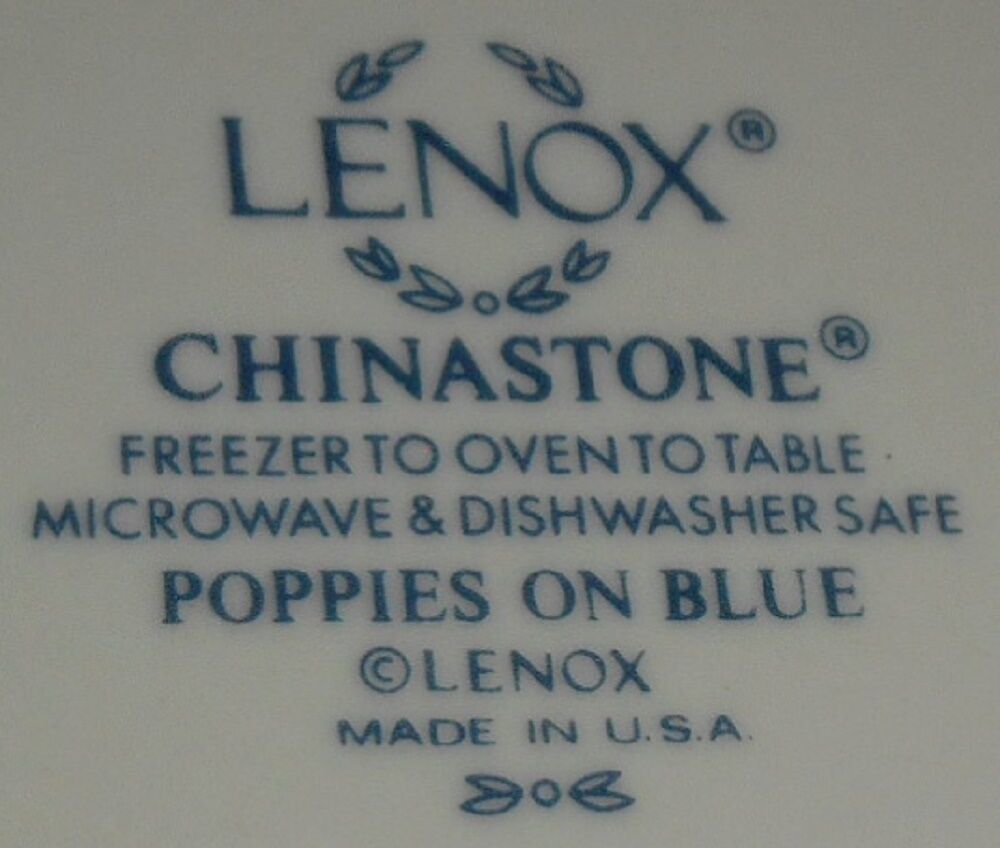 LENOX®
CHINASTONE®
FREEZER TO OVEN TO TABLE
MICROWAVE & DISHWASHER SAFE
POPPIES ON BLUE
©LENOX
MADE IN U.S.A.